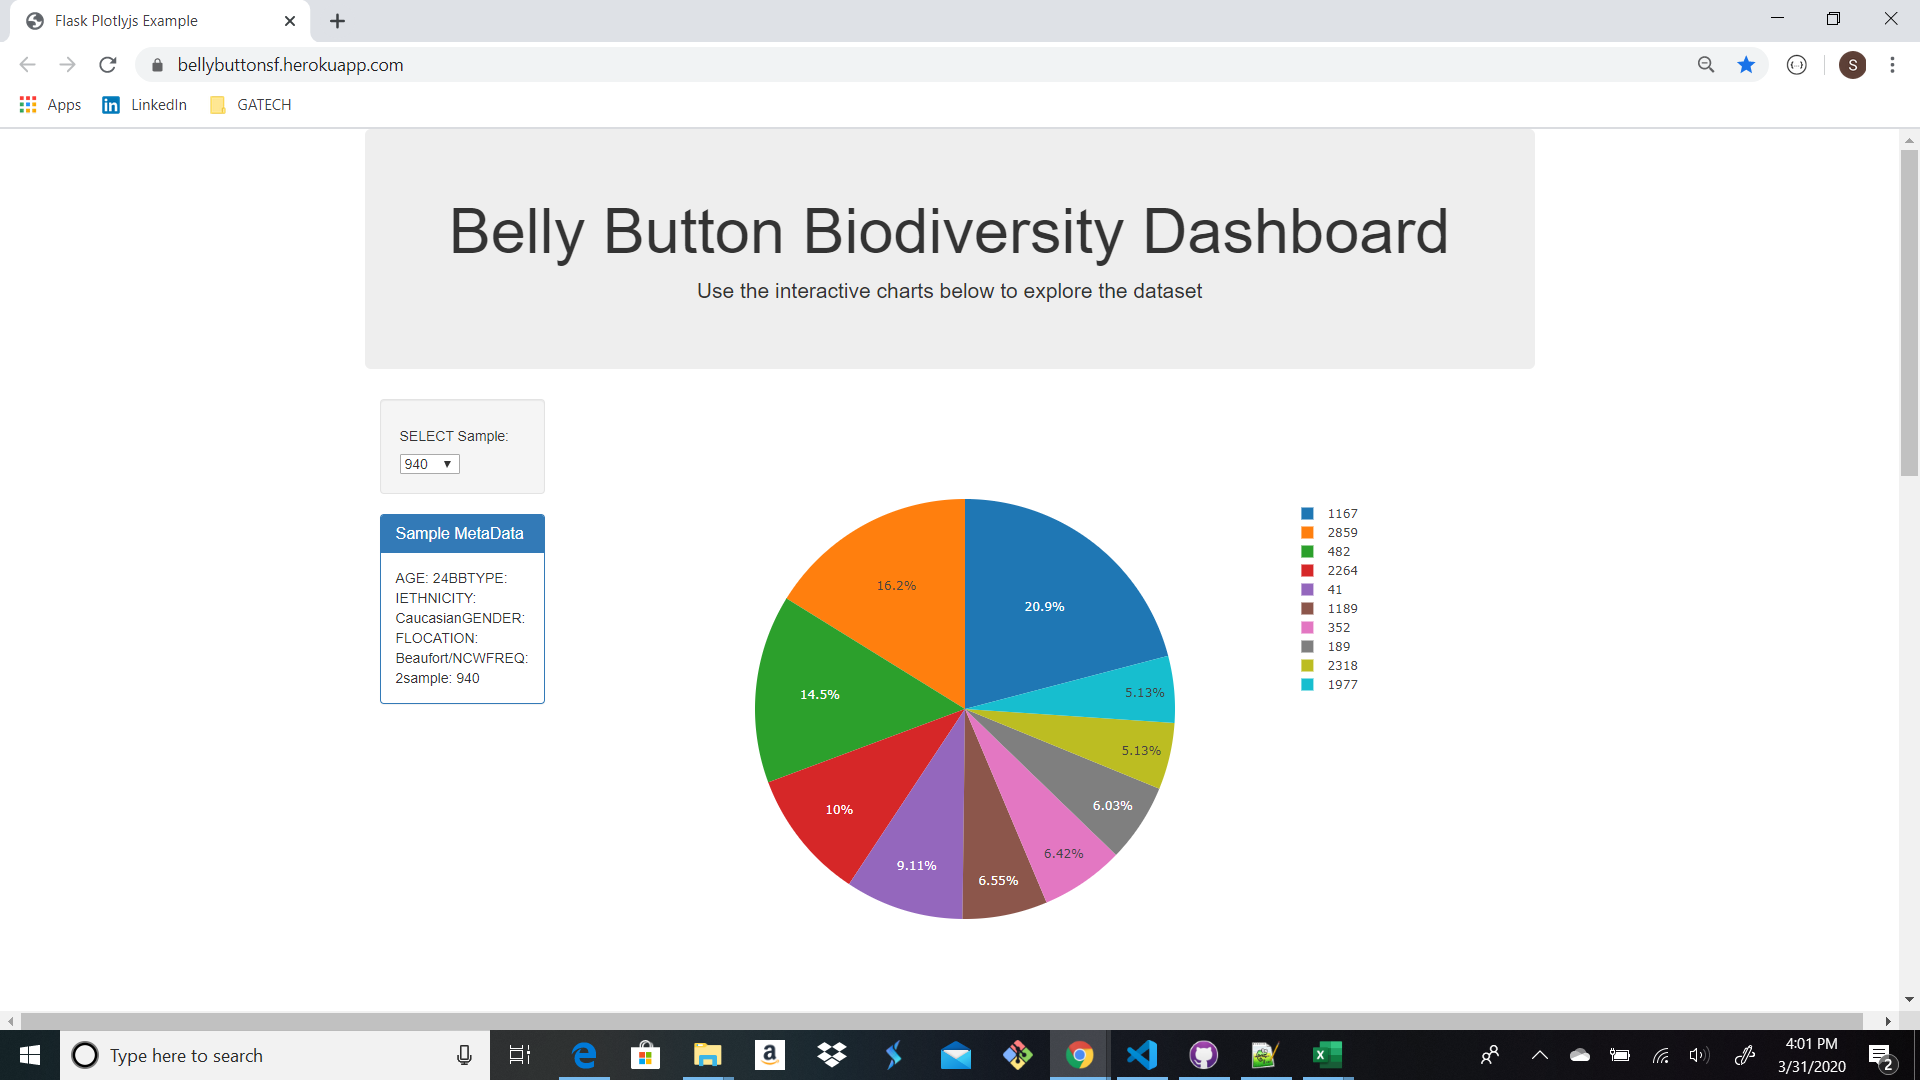 Flask Plotlyjs Example
bellybuttonsf.herokuapp.com
S
Apps
in LinkedIn
GATECH
Belly Button Biodiversity Dashboard
Use the interactive charts below to explore the dataset
SELECT Sample:
940
Sample MetaData
AGE: 24BBTYPE:
IETHNICITY:
CaucasianGENDER:
FLOCATION:
Beaufort/NCWFREQ:
2sample: 940
16.2%
20.9%
14.5%
5.13%
5.13%
10%
6.03%
9.11%
6.55%
6.42%
1167
2859
482
2264
41
1189
352
189
2318
1977
Type here to search
4:01 PM
3/31/2020
2